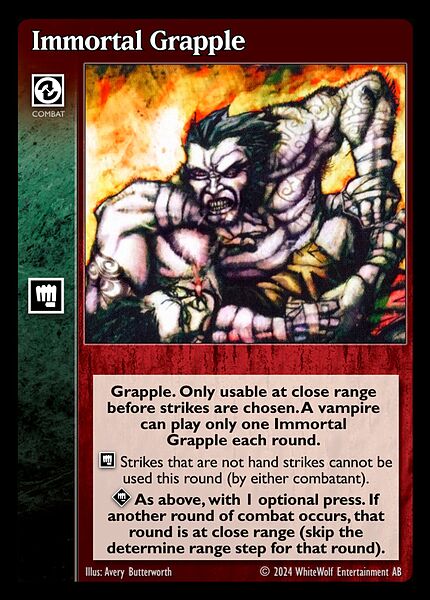 Immortal Grapple
COMBAT
Grapple. Only usable at close range
before strikes are chosen. A vampire
can play only one Immortal
Grapple each round.
Strikes that are not hand strikes cannot be
used this round (by either combatant).
As above, with 1 optional press. If
another round of combat occurs, that
round is at close range (skip the
determine range step for that round).
Illus: Avery Butterworth
© 2024 WhiteWolf Entertainment AB